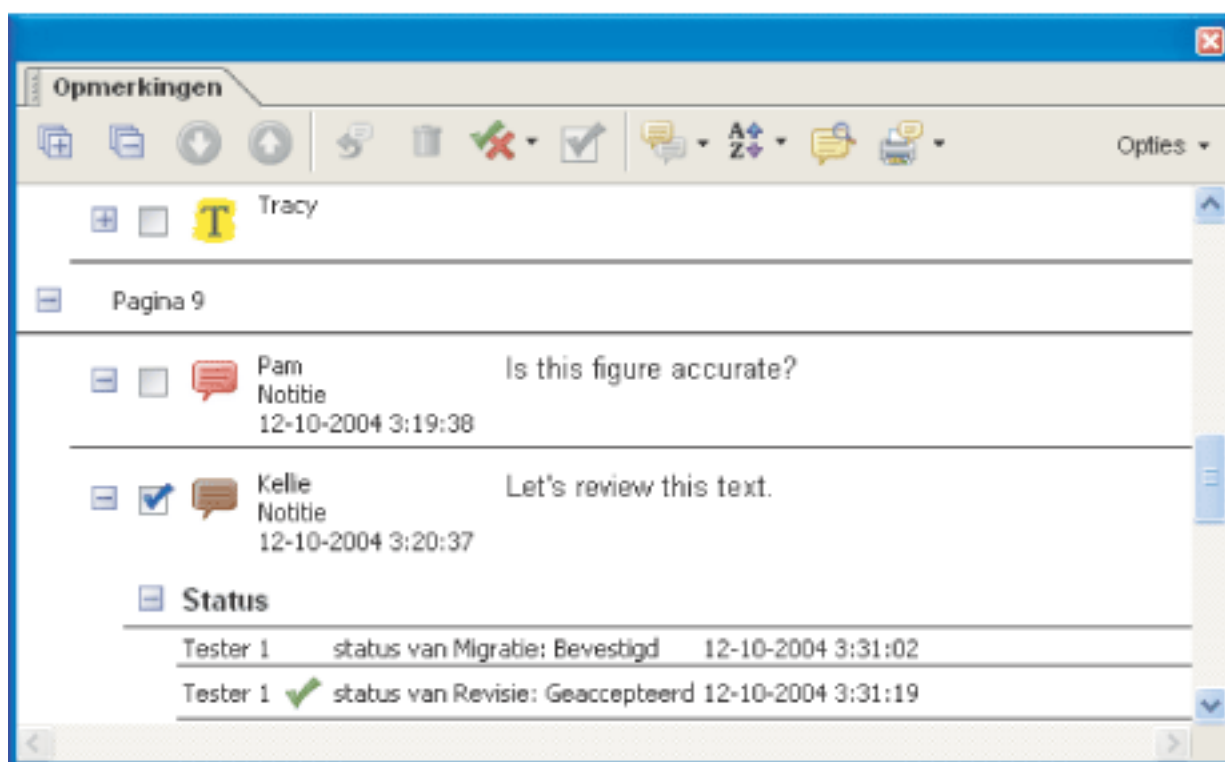 Opmerkingen
Opties
Tracy
Pagina 9
Pam Is this figure accurate?
Notitie
12-10-2004 3:19:38
Kellie Let's review this text.
Notitie
12-10-2004 3:20:37
Status
Tester 1 status van Migratie: Bevestigd 12-10-2004 3:31:02
Tester 1 status van Revisie: Geaccepteerd 12-10-2004 3:31:19